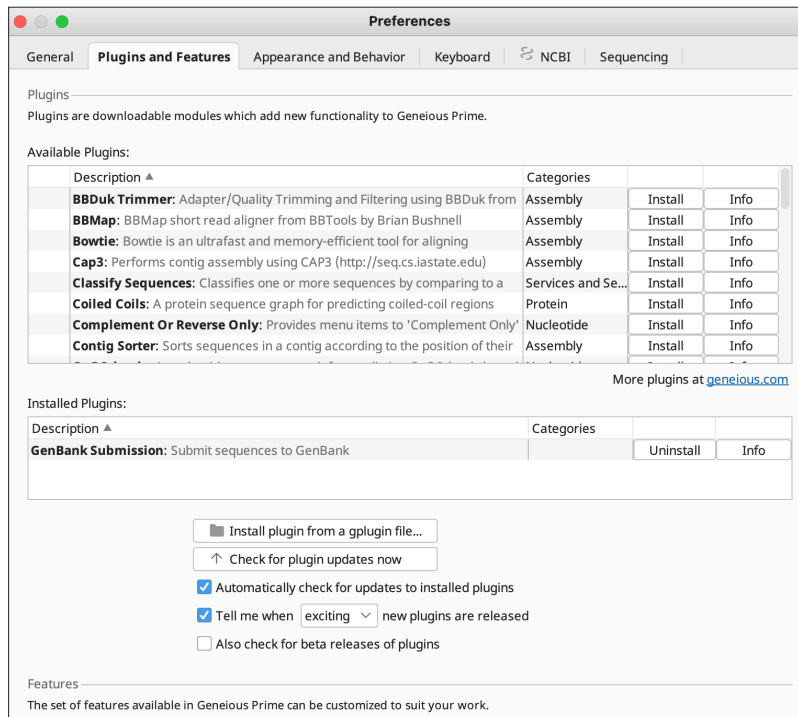 Preferences
General Plugins and Features Appearance and Behavior Keyboard NCBI Sequencing
Plugins
Plugins are downloadable modules which add new functionality to Geneious Prime.
Available Plugins:
Description Categories
BBDuk Trimmer: Adapter/Quality Trimming and Filtering using BBDuk from Assembly Install Info
BBMap: BBMap short read aligner from BBTools by Brian Bushnell Assembly Install Info
Bowtie: Bowtie is an ultrafast and memory-efficient tool for aligning Assembly Install Info
Cap3: Performs contig assembly using CAP3 (http://seq.cs.iastate.edu) Assembly Install Info
Classify Sequences: Classifies one or more sequences by comparing to a Services and Se... Install Info
Coiled Coils: A protein sequence graph for predicting coiled-coil regions Protein Install Info
Complement Or Reverse Only: Provides menu items to 'Complement Only' Nucleotide Install Info
Contig Sorter: Sorts sequences in a contig according to the position of their Assembly Install Info
More plugins at geneious.com
Installed Plugins:
Description Categories
GenBank Submission: Submit sequences to GenBank Uninstall Info
Install plugin from a gplugin file...
Check for plugin updates now
Automatically check for updates to installed plugins
Tell me when exciting new plugins are released
Also check for beta releases of plugins
Features
The set of features available in Geneious Prime can be customized to suit your work.